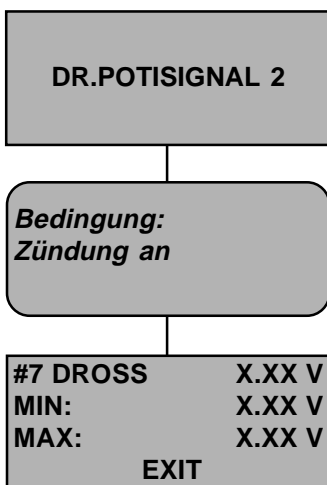 DR.POTISIGNAL 2
Bedingung:
Zündung an
#7 DROSS X.XX V
MIN: X.XX V
MAX: X.XX V
EXIT